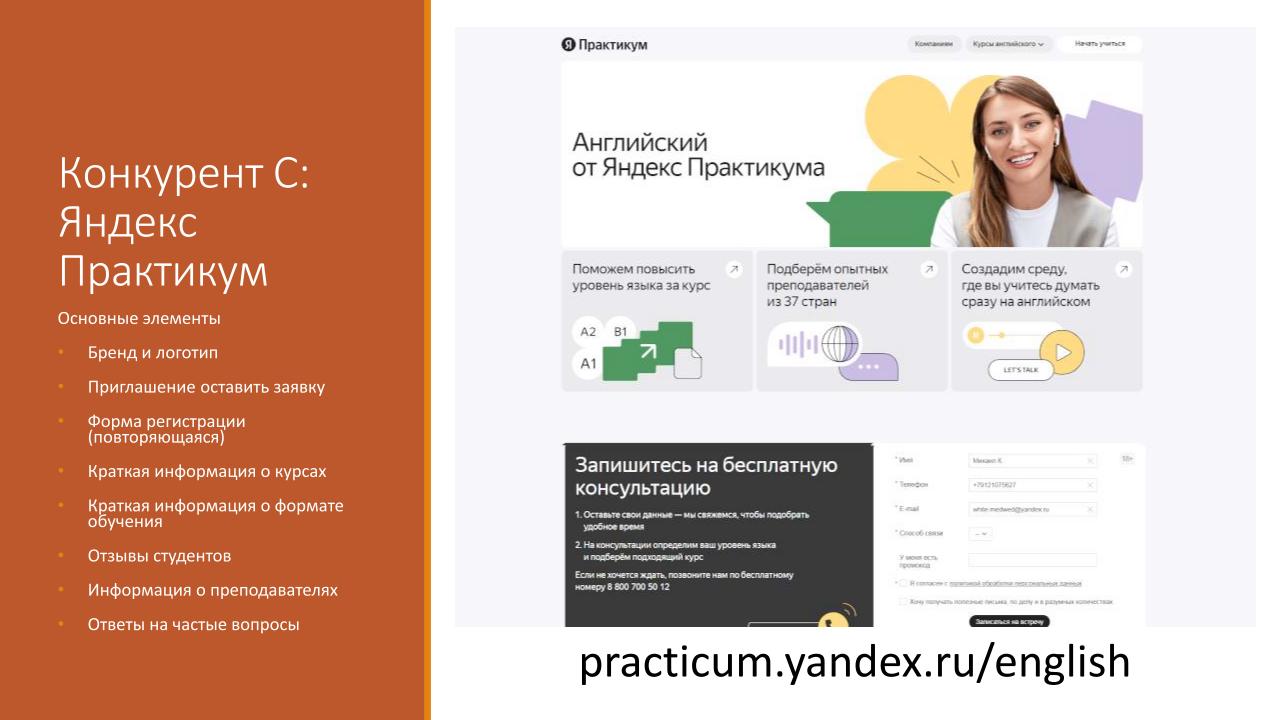 Конкурент С:
Яндекс
Практикум
Основные элементы
• Бренд и логотип
• Приглашение оставить заявку
• Форма регистрации
(повторяющаяся)
• Краткая информация о курсах
• Краткая информация о формате
обучения
• Отзывы студентов
• Информация о преподавателях
• Ответы на частые вопросы
Я Практикум
Компаниям
Курсы английского
Начать учиться
Английский
от Яндекс Практикума
Поможем повысить
уровень языка за курс
A2 B1
A1
Подберём опытных
преподавателей
из 37 стран
Создадим среду,
где вы учитесь думать
сразу на английском
LET'S TALK
Запишитесь на бесплатную
консультацию
1. Оставьте свои данные — мы свяжемся, чтобы подобрать
удобное время
2. На консультации определим ваш уровень языка
и подберём подходящий курс
Если не хочется ждать, позвоните нам по бесплатному
номеру 8 800 700 50 12
* Имя
Михаил К.
18+
* Телефон
+79121075627
* E-mail
white-medwed@yandex.ru
* Способ связи
--
У меня есть
промокод
* Я согласен с политикой обработки персональных данных
Хочу получать полезные письма, по делу и в разумных количествах
Записаться на встречу
practicum.yandex.ru/english